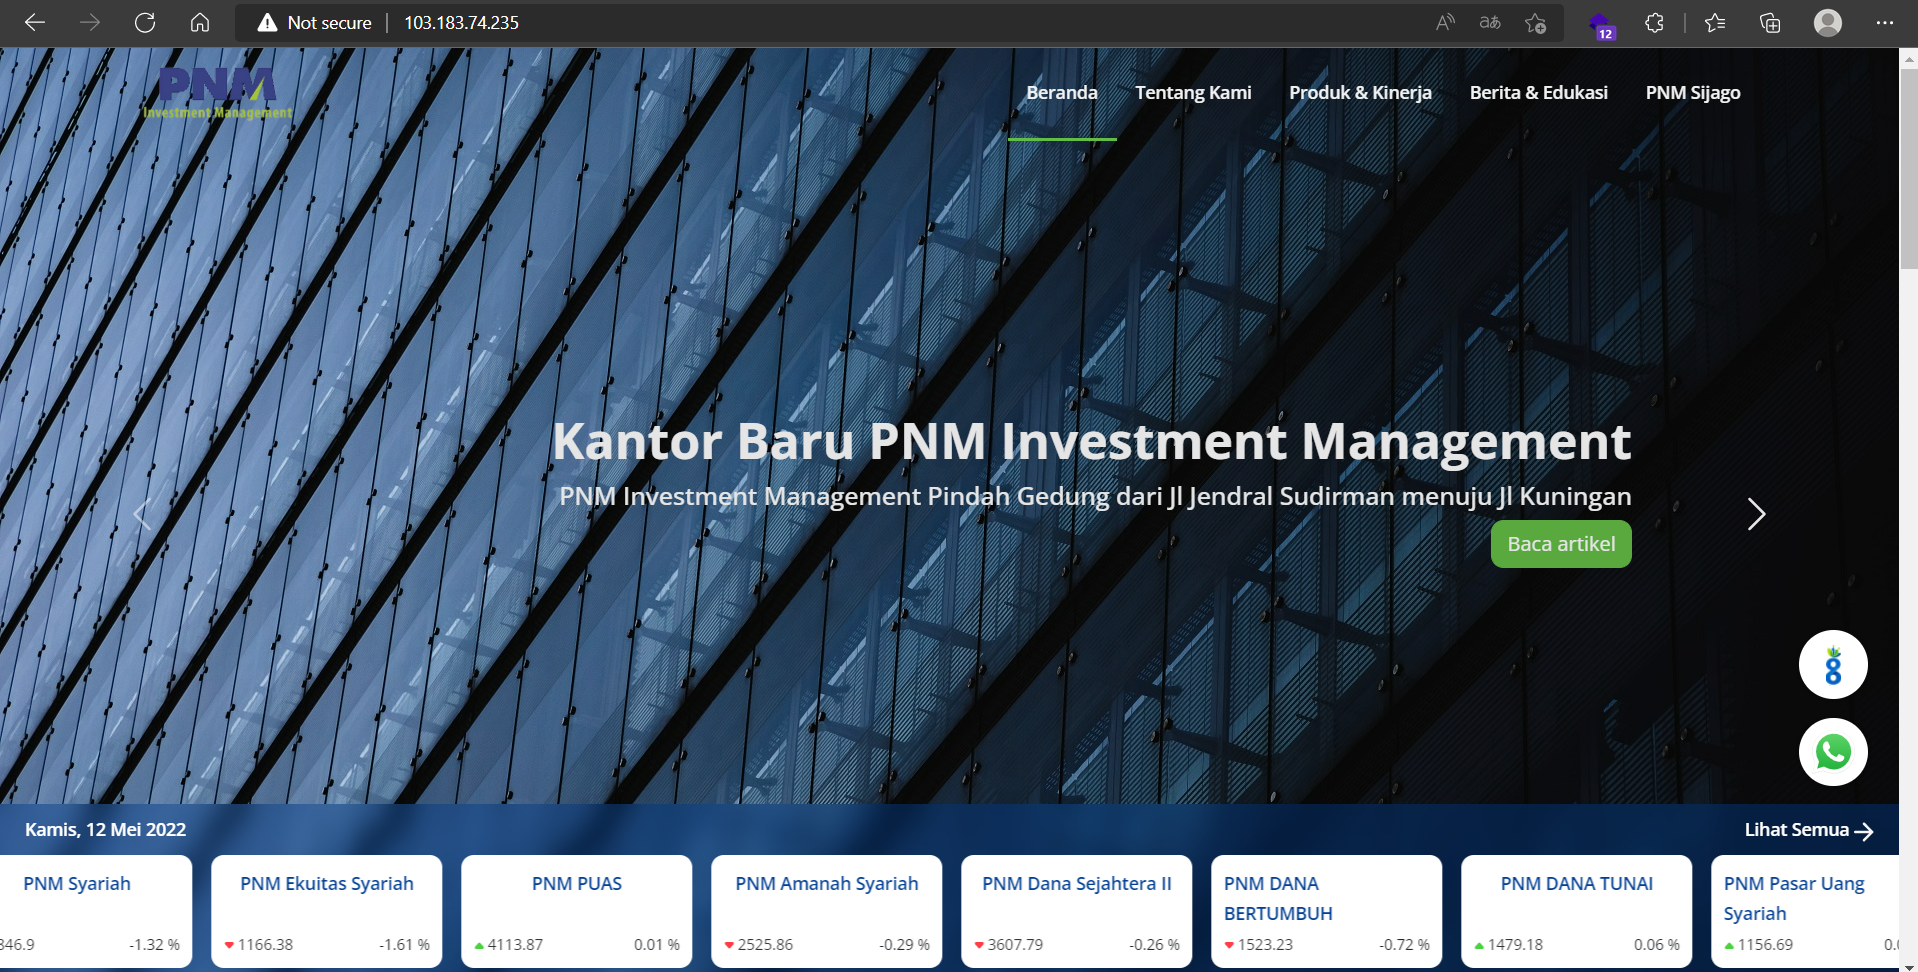 Not secure
103.183.74.235
12
PNM
Investment Management
Beranda
Tentang Kami
Produk & Kinerja
Berita & Edukasi
PNM Sijago
Kantor Baru PNM Investment Management
PNM Investment Management Pindah Gedung dari Jl Jendral Sudirman menuju Jl Kuningan
Baca artikel
8
Kamis, 12 Mei 2022
Lihat Semua
PNM Syariah
846.9 -1.32 %
PNM Ekuitas Syariah
1166.38 -1.61 %
PNM PUAS
4113.87 0.01 %
PNM Amanah Syariah
2525.86 -0.29 %
PNM Dana Sejahtera II
3607.79 -0.26 %
PNM DANA
BERTUMBUH
1523.23 -0.72 %
PNM DANA TUNAI
1479.18 0.06 %
PNM Pasar Uang
Syariah
1156.69